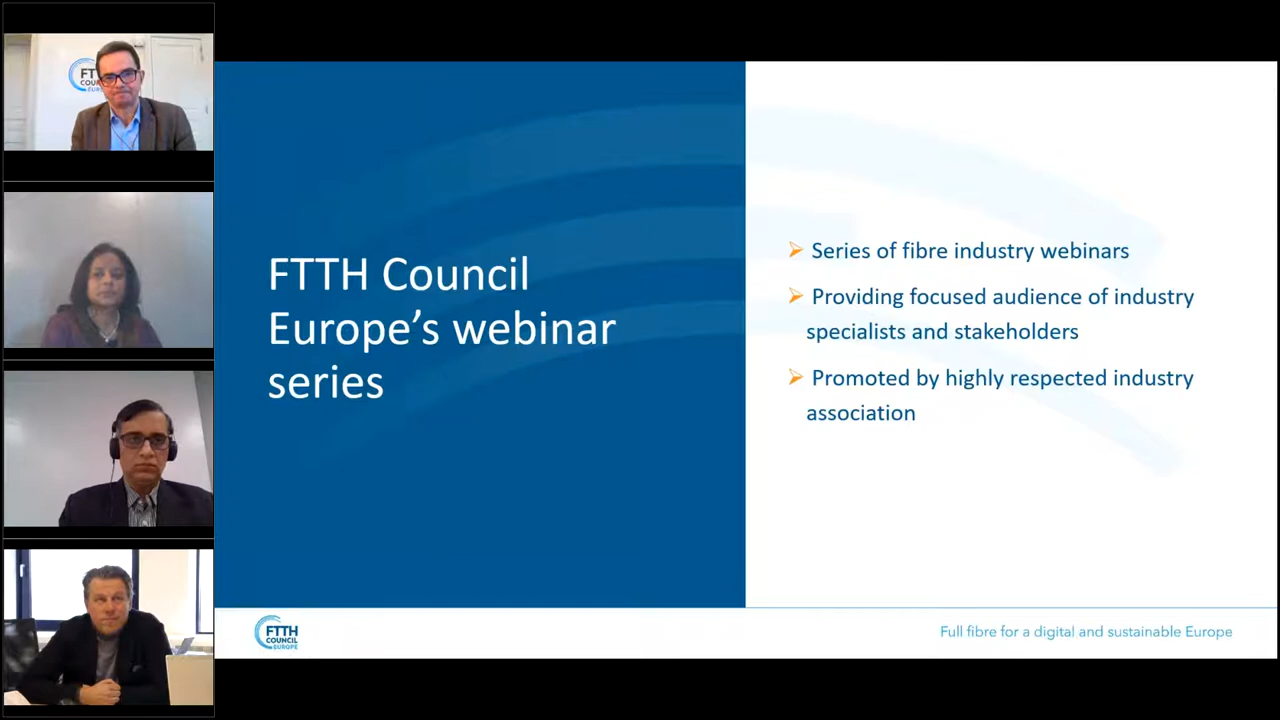 FTTH Council
Europe's webinar
series
Series of fibre industry webinars
Providing focused audience of industry
specialists and stakeholders
Promoted by highly respected industry
association
FTTH
COUNCIL
EUROPE
Full fibre for a digital and sustainable Europe